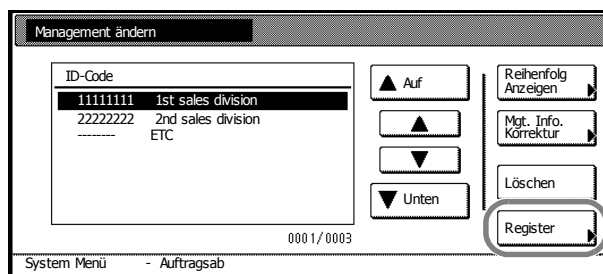 Management ändern
ID-Code
11111111 1st sales division
22222222 2nd sales division
-------- ETC
0001/0003
Auf
Unten
Reihenfolg
Anzeigen
Mgt. Info.
Korrektur
Löschen
Register
System Menü - Auftragsab